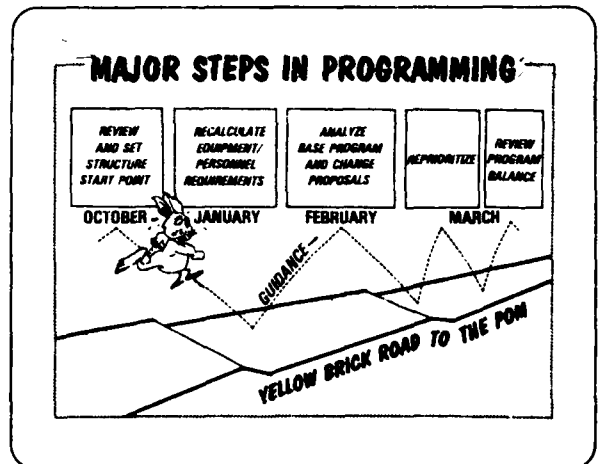 MAJOR STEPS IN PROGRAMMING
REVIEW
AND SET
STRUCTURE
START POINT
RECALCULATE
EQUIPMENT/
PERSONNEL
REQUIREMENTS
ANALYZE
BASE PROGRAM
AND CHANGE
PROPOSALS
REPRIORITIZE
REVIEW
PROGRAM
BALANCE
OCTOBER
JANUARY
FEBRUARY
MARCH
GUIDANCE
YELLOW BRICK ROAD TO THE POM